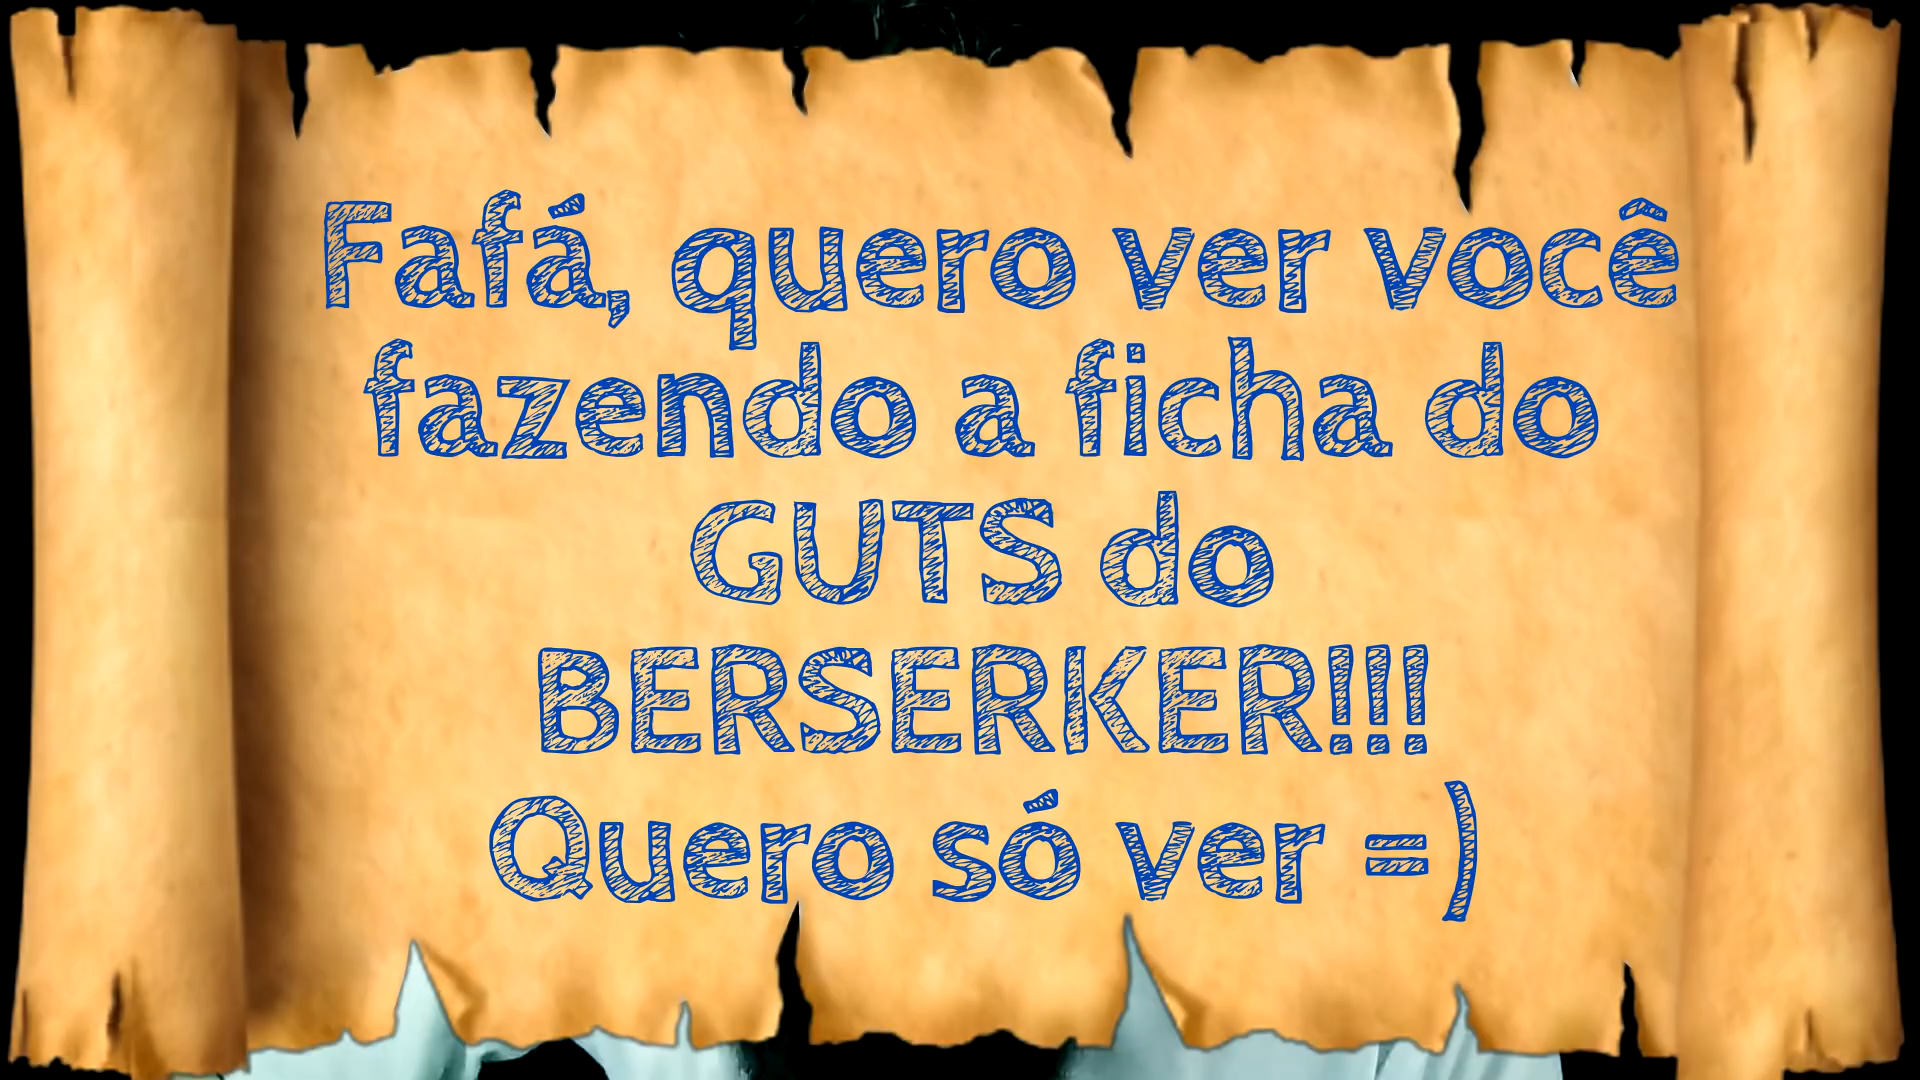 Fafá, quero ver você
fazendo a ficha do
GUTS do
BERSERKER!!!
Quero só ver =)